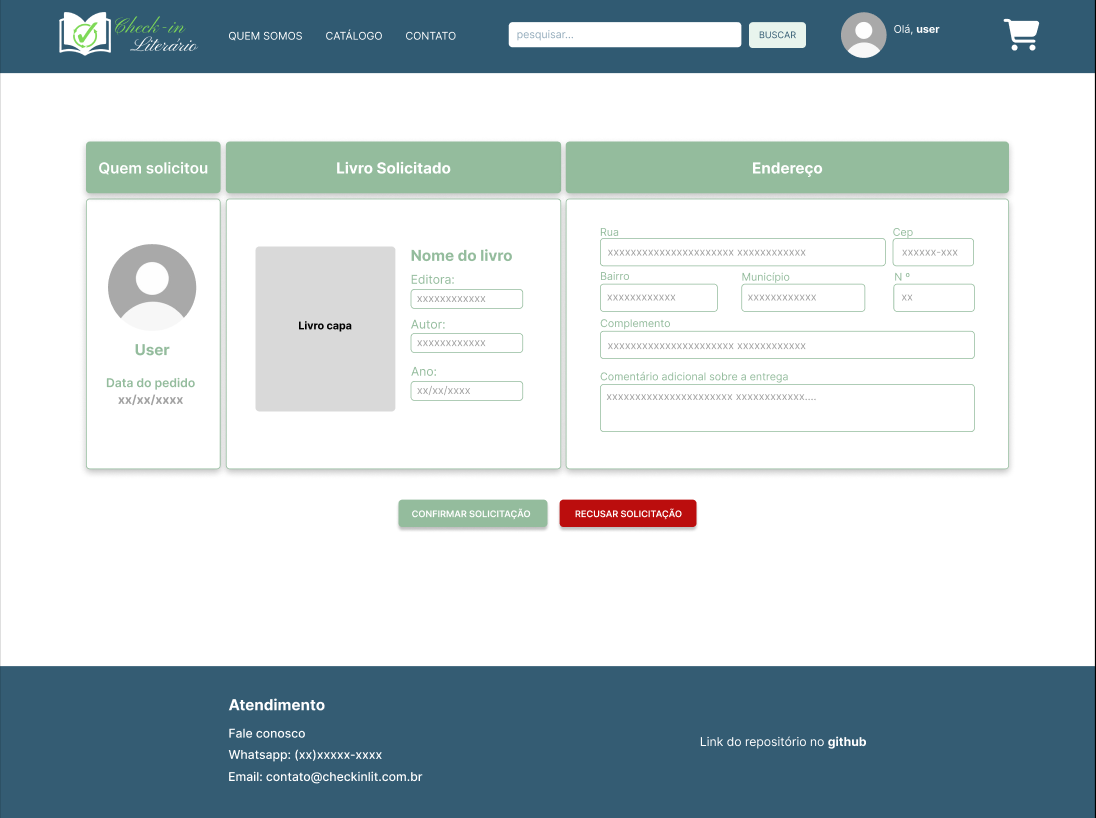 Check-in
Literário
QUEM SOMOS
CATÁLOGO
CONTATO
pesquisar...
BUSCAR
Olá, user
Quem solicitou
Livro Solicitado
Endereço
User
Data do pedido
xx/xx/xxxx
Livro capa
Nome do livro
Editora:
xxxxxxxxxxxx
Autor:
xxxxxxxxxxxx
Ano:
xx/xx/xxxx
Rua
xxxxxxxxxxxxxxxxxxxxxx xxxxxxxxxxxx
Cep
xxxxxx-xxx
Bairro
xxxxxxxxxxxx
Município
xxxxxxxxxxxx
N º
xx
Complemento
xxxxxxxxxxxxxxxxxxxxxx xxxxxxxxxxxx
Comentário adicional sobre a entrega
xxxxxxxxxxxxxxxxxxxxxx xxxxxxxxxxxx....
CONFIRMAR SOLICITAÇÃO
RECUSAR SOLICITAÇÃO
Atendimento
Fale conosco
Whatsapp: (xx)xxxxx-xxxx
Email: contato@checkinlit.com.br
Link do repositório no github